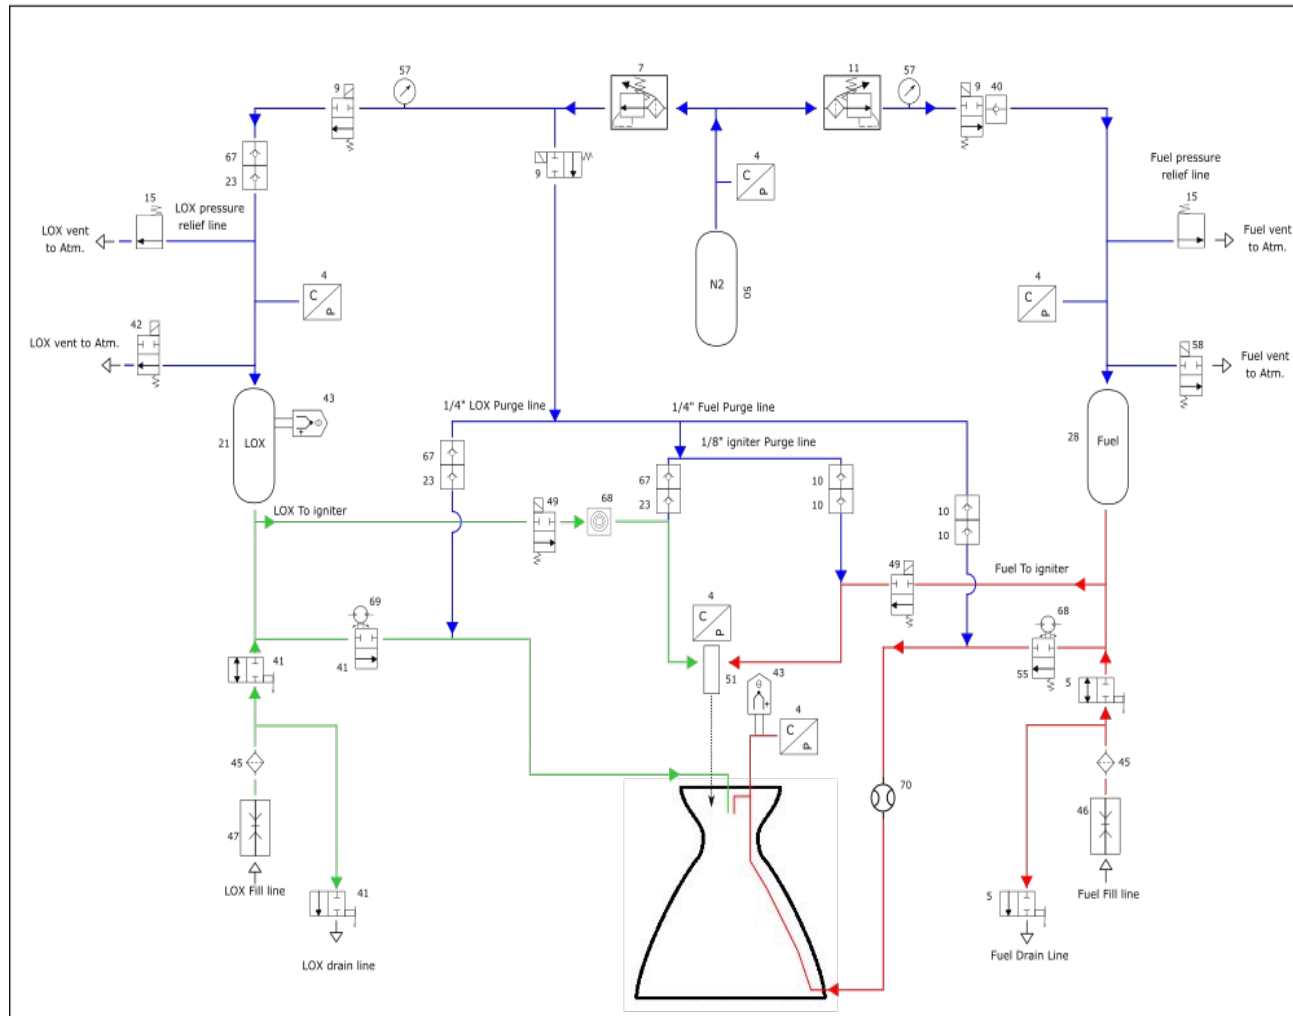 7
11
57
57
9
9
40
67
23
9
4
4
4
15
15
LOX pressure
relief line
Fuel pressure
relief line
LOX vent
to Atm.
Fuel vent
to Atm.
C
P
C
P
C
P
N2
50
42
58
LOX vent to Atm.
Fuel vent
to Atm.
43
21
LOX
28
Fuel
1/4" LOX Purge line
1/4" Fuel Purge line
1/8" igniter Purge line
67
23
67
23
10
10
10
10
LOX To igniter
49
68
49
Fuel To igniter
69
41
4
C
P
68
55
41
51
43
θ
4
C
P
5
45
45
70
47
46
LOX Fill line
Fuel Fill line
41
5
LOX drain line
Fuel Drain Line